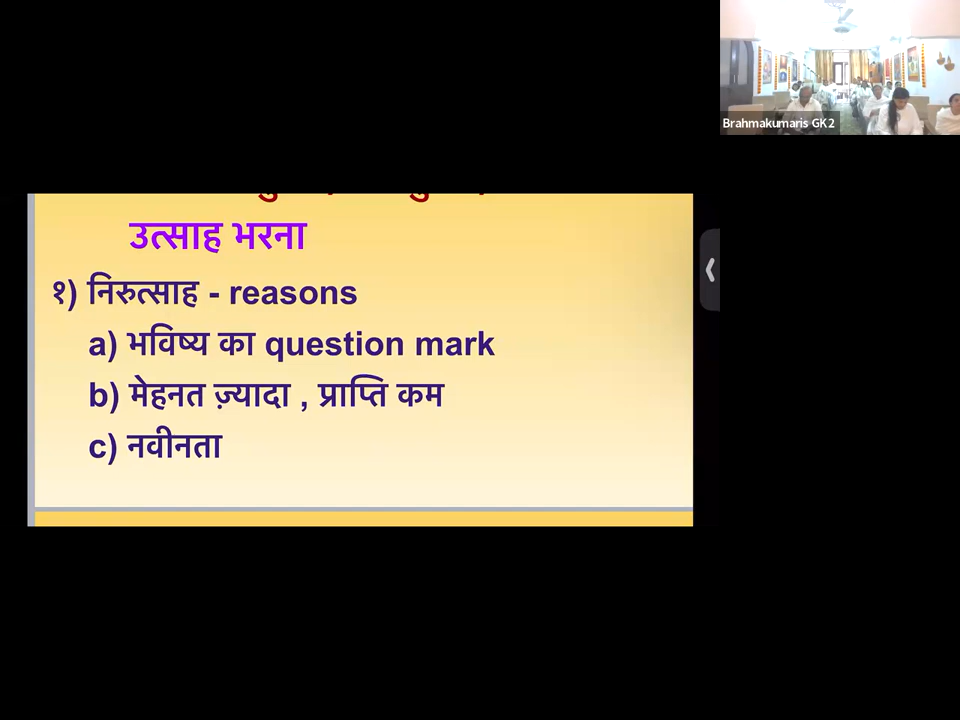 Brahmakumaris GK2
उत्साह भरना
१) निरुत्साह - reasons
a) भविष्य का question mark
b) मेहनत ज़्यादा , प्राप्ति कम
c) नवीनता